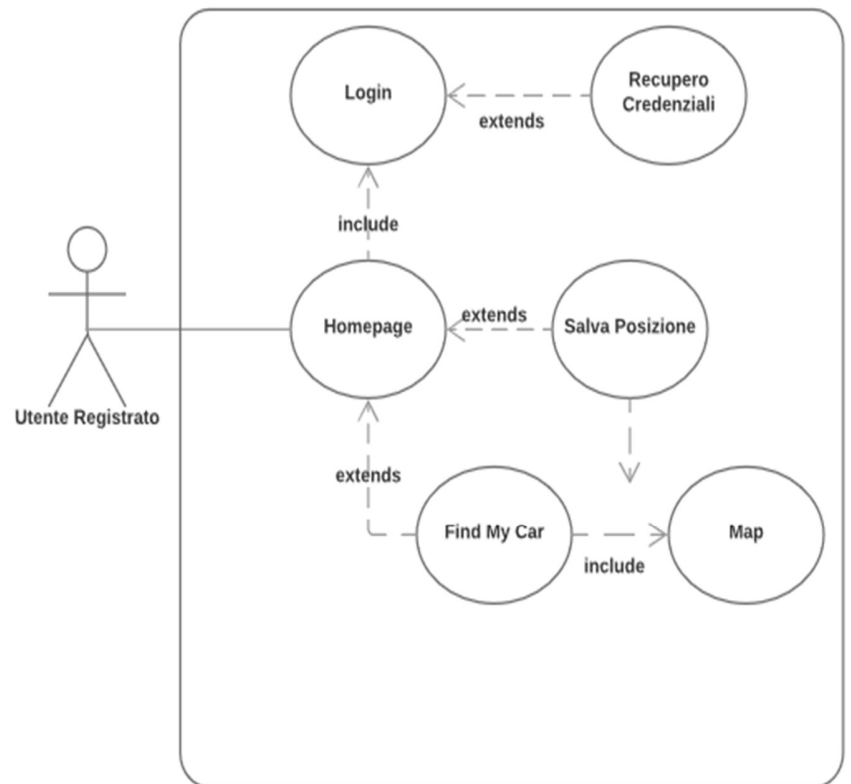 Login
Recupero
Credenziali
extends
include
Homepage
extends
Salva Posizione
Utente Registrato
extends
Find My Car
include
Map